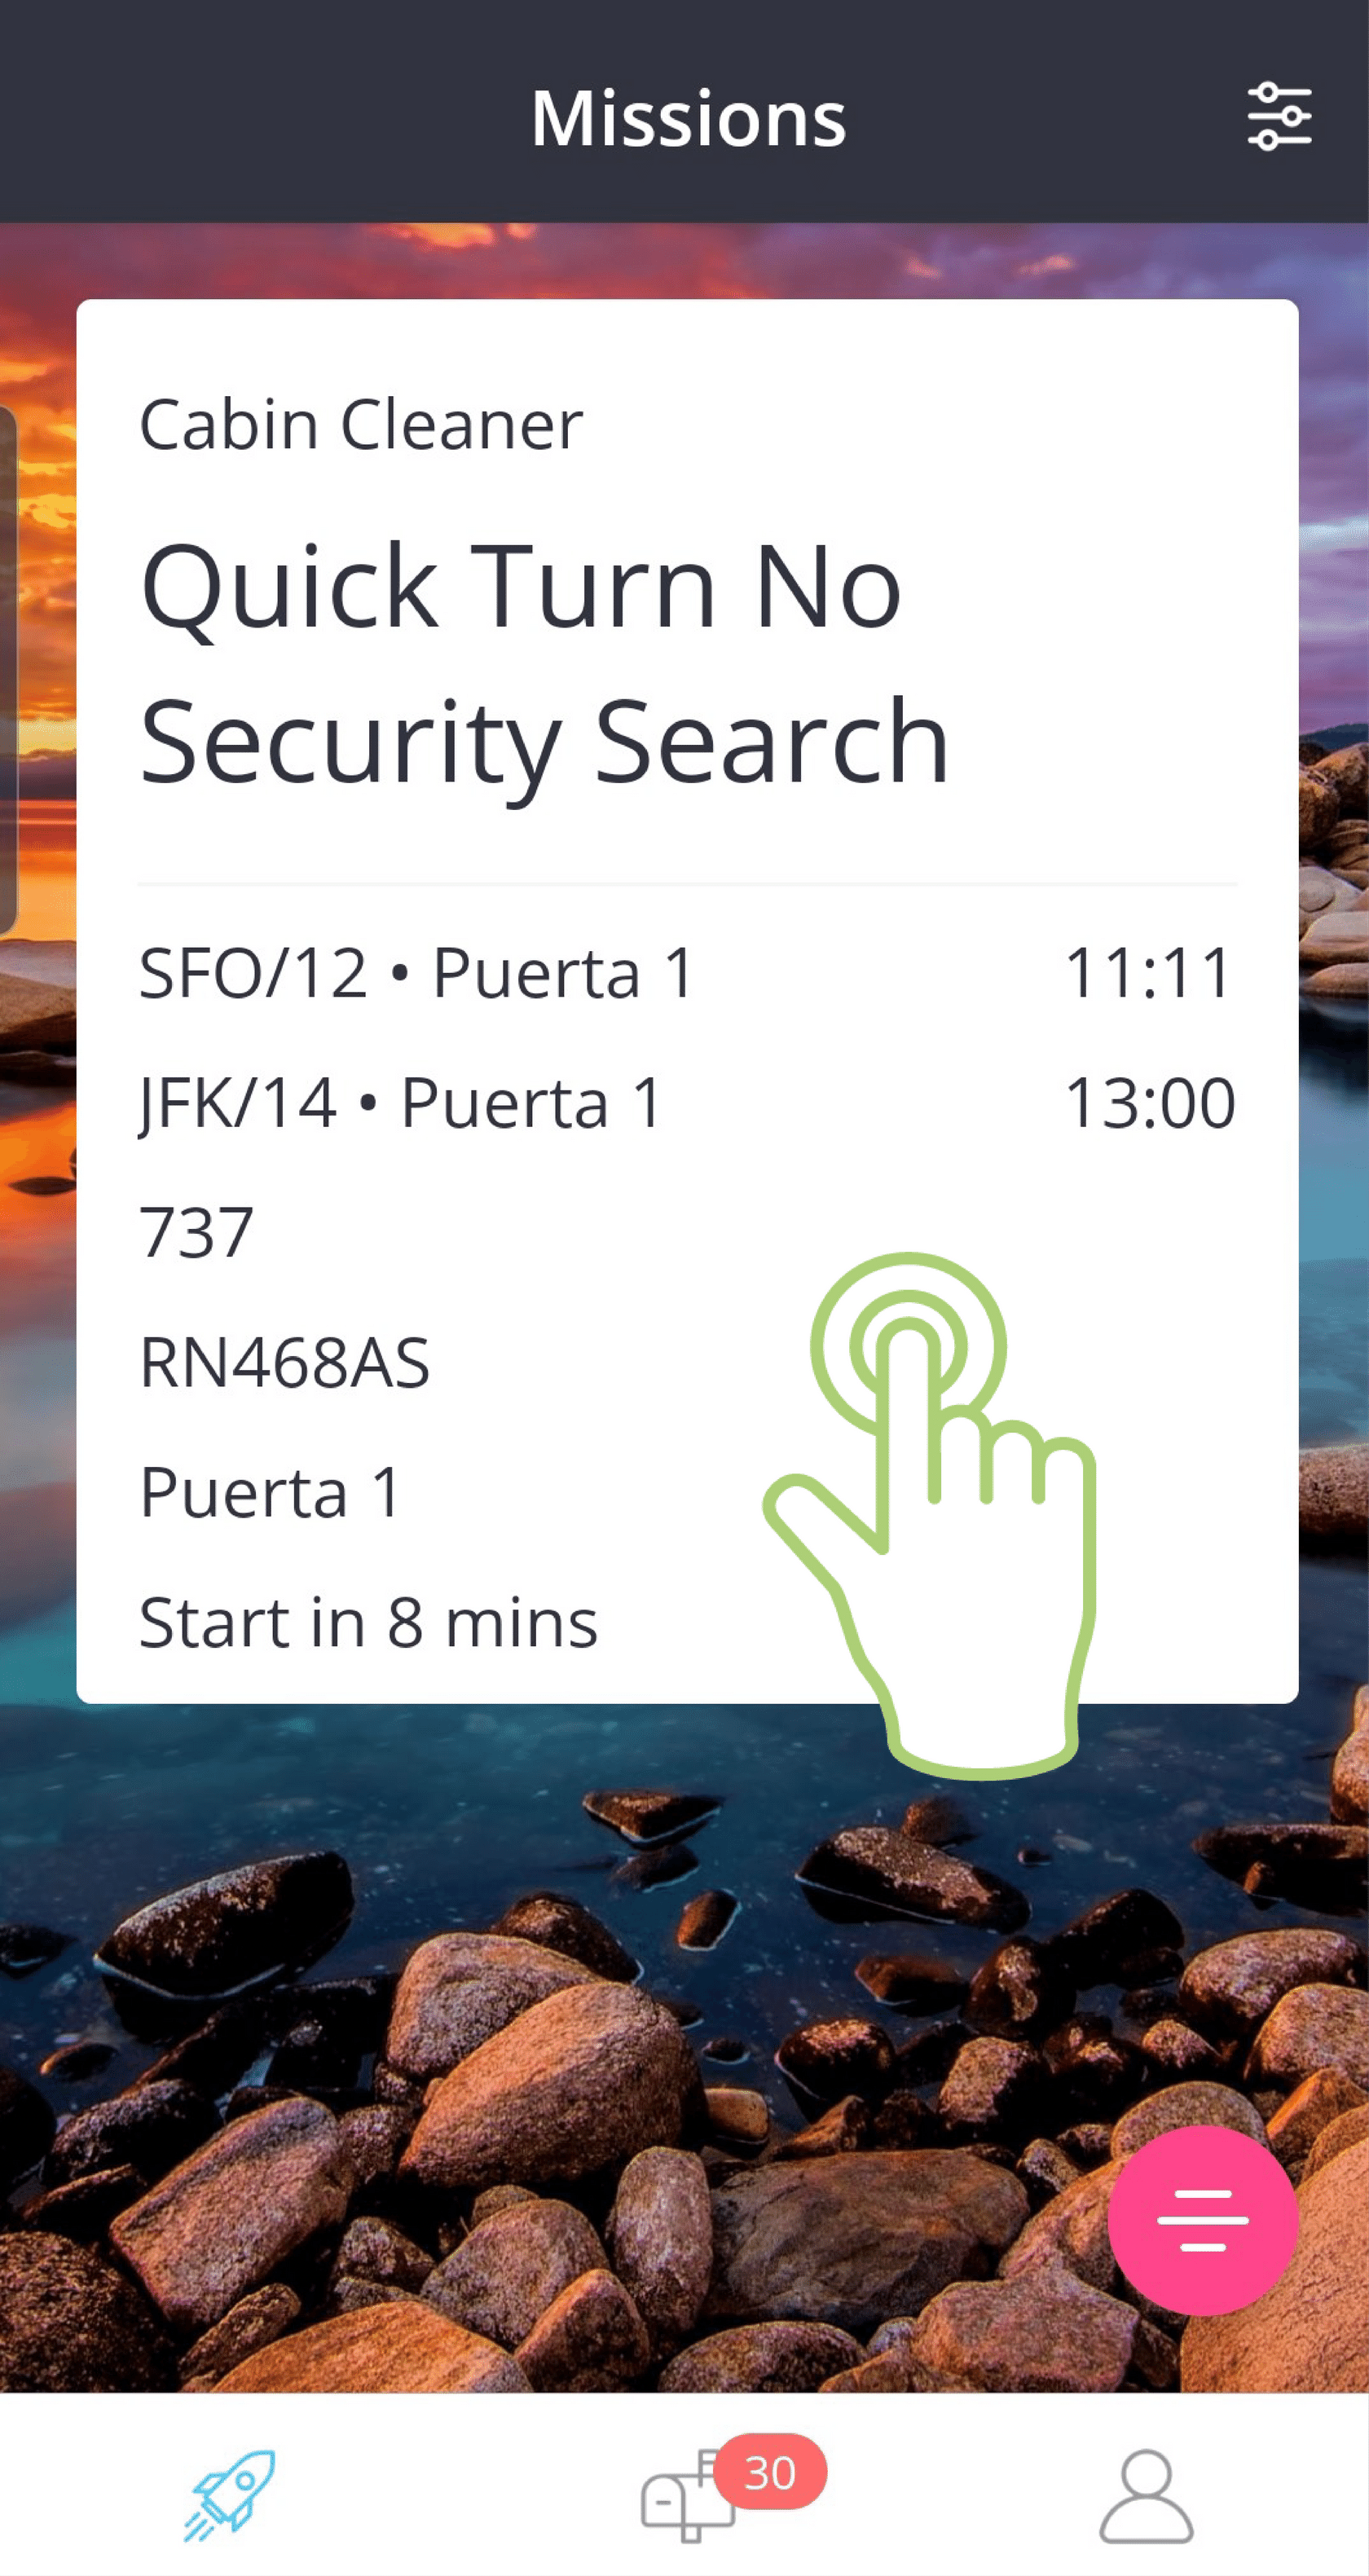 Missions
Cabin Cleaner
Quick Turn No
Security Search
SFO/12 • Puerta 1 11:11
JFK/14 • Puerta 1 13:00
737
RN468AS
Puerta 1
Start in 8 mins
30